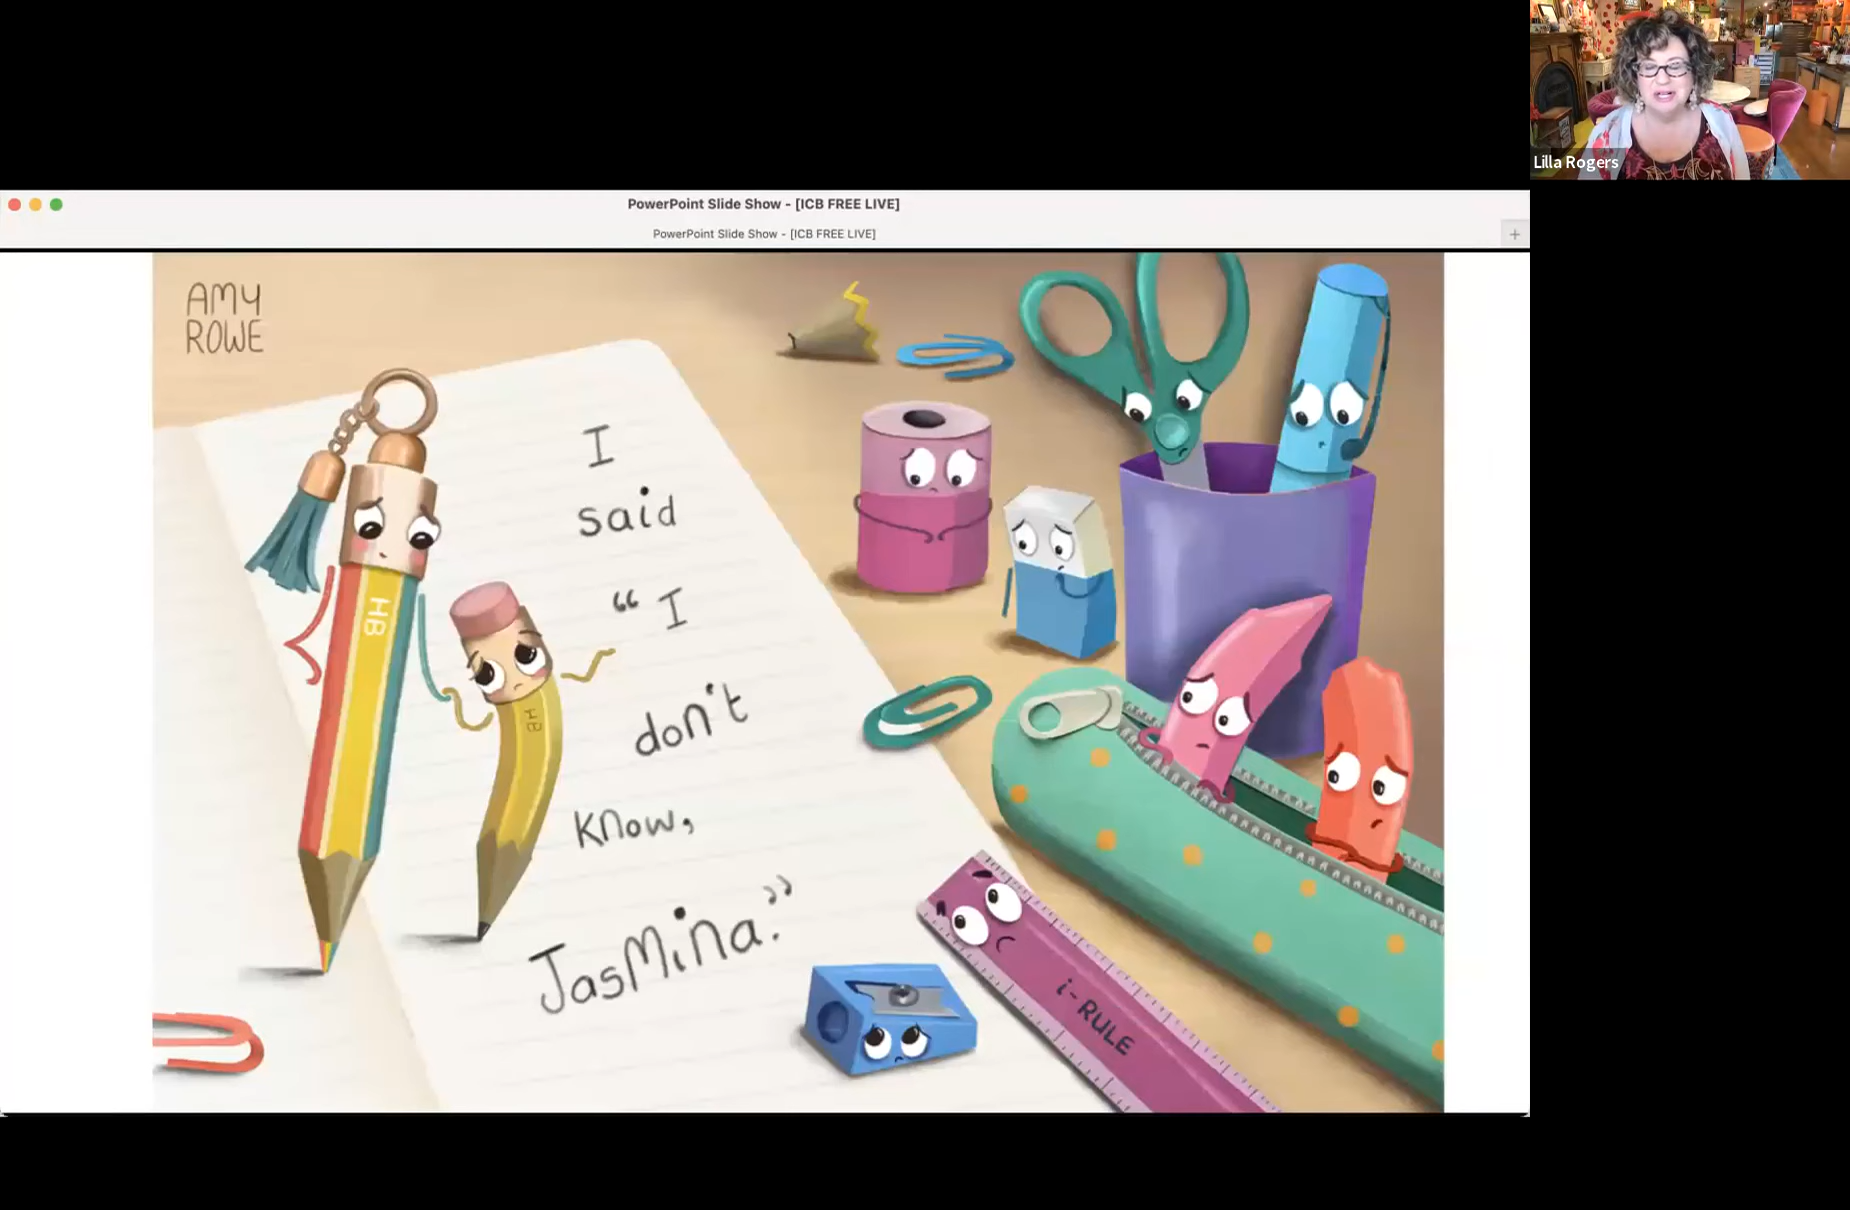 Lilla Rogers
PowerPoint Slide Show - [ICB FREE LIVE]
PowerPoint Slide Show - [ICB FREE LIVE]
AMY
ROWE
I
said
“ I
don't
know,
Jasmina.”
HB
HB
i-RULE